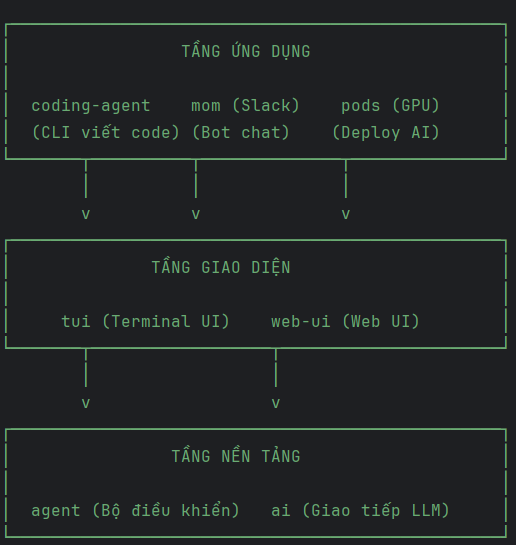 TẦNG ỨNG DỤNG
coding-agent mom (Slack) pods (GPU)
(CLI viết code) (Bot chat) (Deploy AI)
v v v
TẦNG GIAO DIỆN
tui (Terminal UI) web-ui (Web UI)
v v
TẦNG NỀN TẢNG
agent (Bộ điều khiển) ai (Giao tiếp LLM)